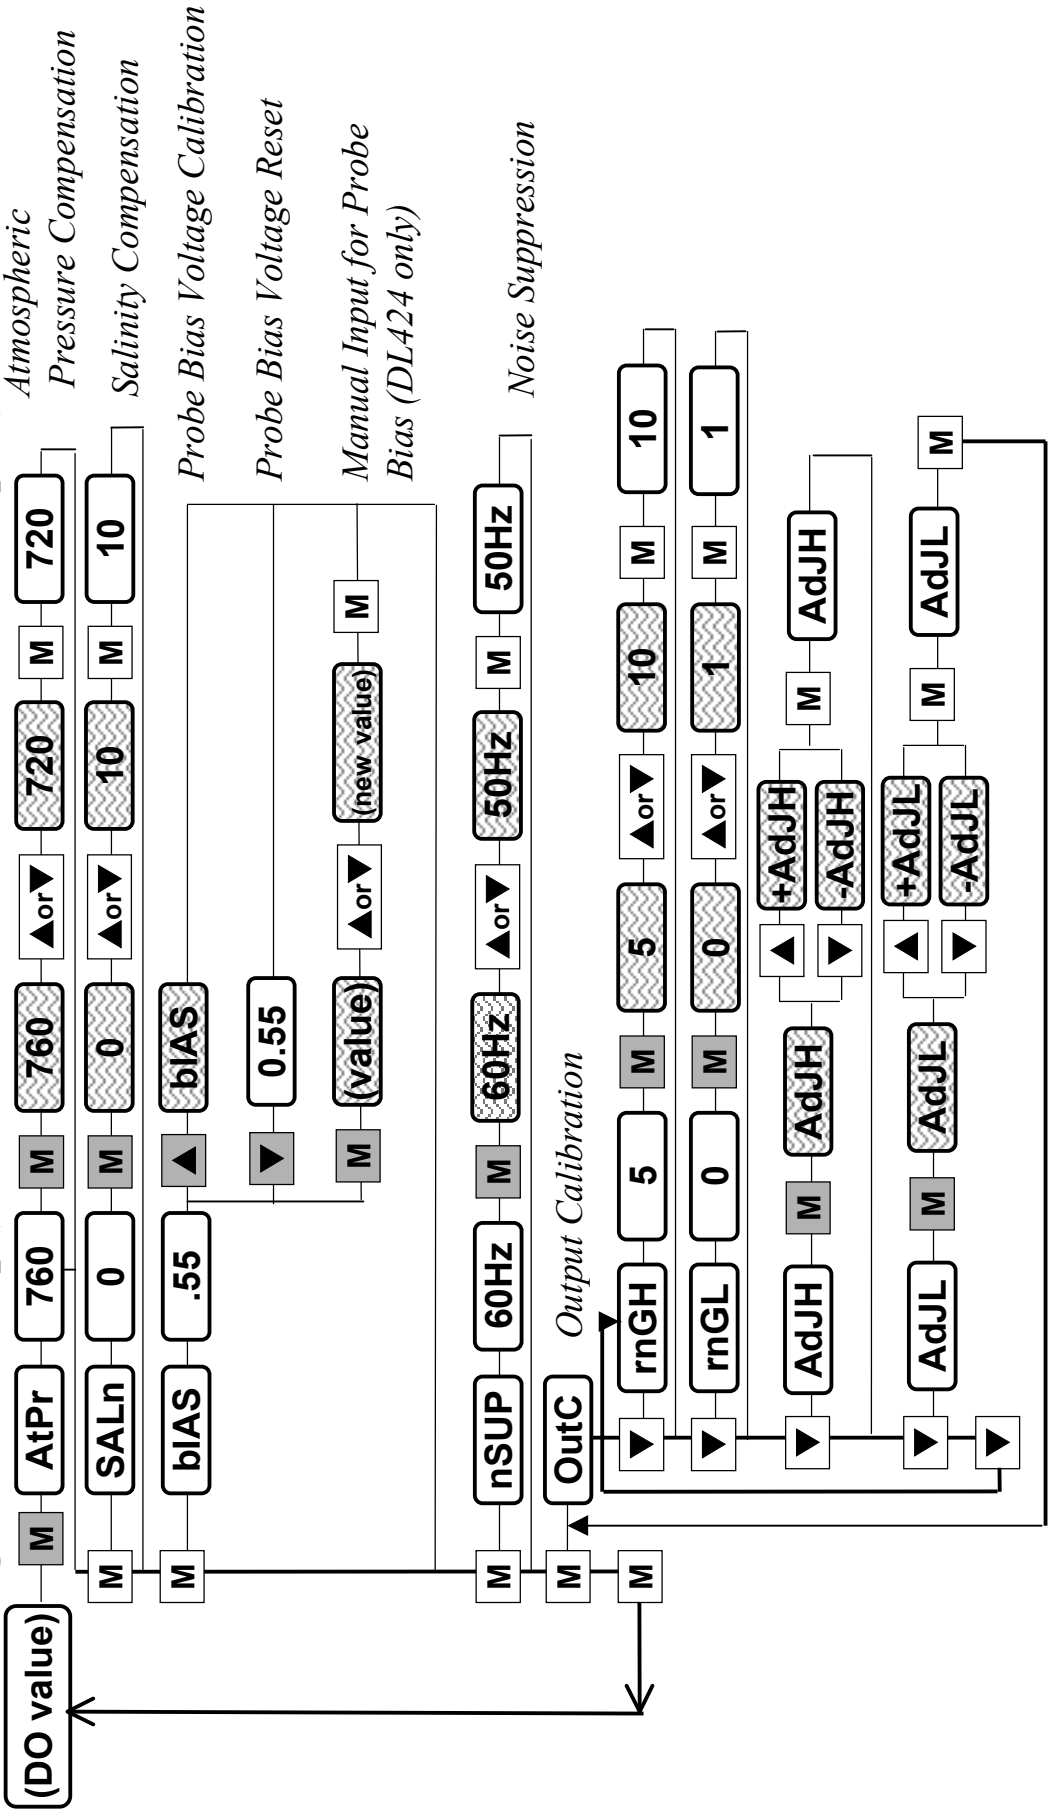 (DO value) M AtPr 760 M 760 ▲or▼ 720 M 720
Atmospheric
Pressure Compensation
M SALn 0 M 0 ▲or▼ 10 M 10
Salinity Compensation
M bIAS .55 ▲ bIAS
Probe Bias Voltage Calibration
▼ 0.55
Probe Bias Voltage Reset
M (value) ▲or▼ (new value) M
Manual Input for Probe
Bias (DL424 only)
M nSUP 60Hz M 60Hz ▲or▼ 50Hz M 50Hz
Noise Suppression
M OutC
Output Calibration
M
▼ rnGH 5 M 5 ▲or▼ 10 M 10
▼ rnGL 0 M 0 ▲or▼ 1 M 1
▲ +AdJH
▼ AdJH M AdJH M AdJH
▼ -AdJH
▲ +AdJL
▼ AdJL M AdJL M AdJL M
▼ -AdJL
▼